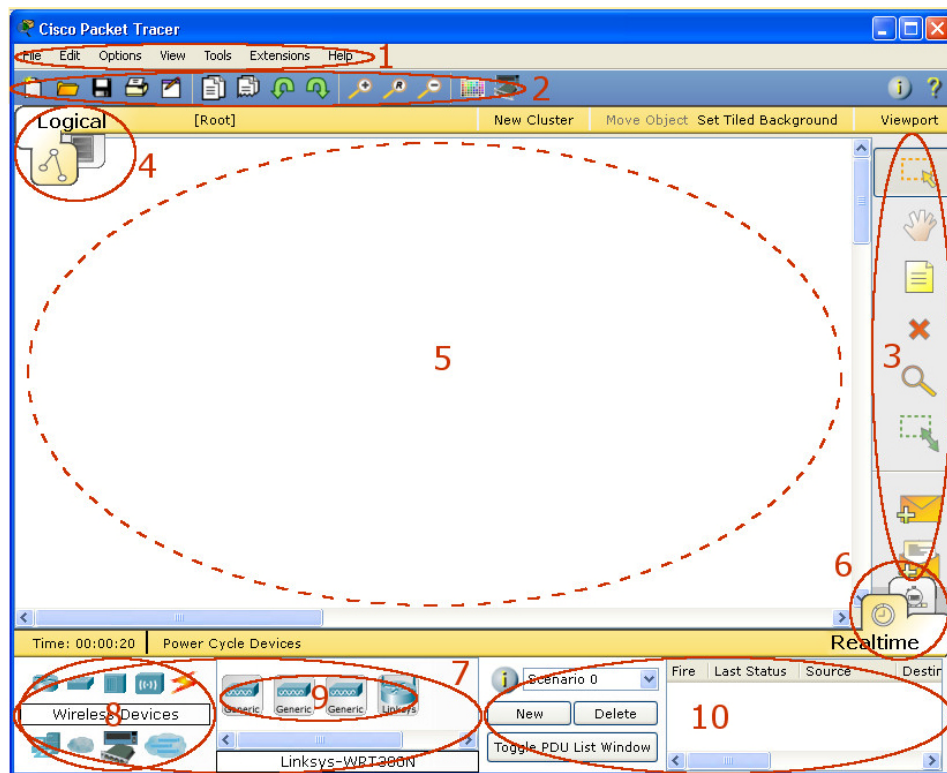 Cisco Packet Tracer
File Edit Options View Tools Extensions Help 1
2
Logical [Root] New Cluster Move Object Set Tiled Background Viewport
4
5
3
6
Realtime
Time: 00:00:20 Power Cycle Devices
7
Scenario 0 Fire Last Status Source Destin
Generic Generic Generic Linksys
9
Wireless Devices
8
New Delete
10
Toggle PDU List Window
Linksys-WRT300N